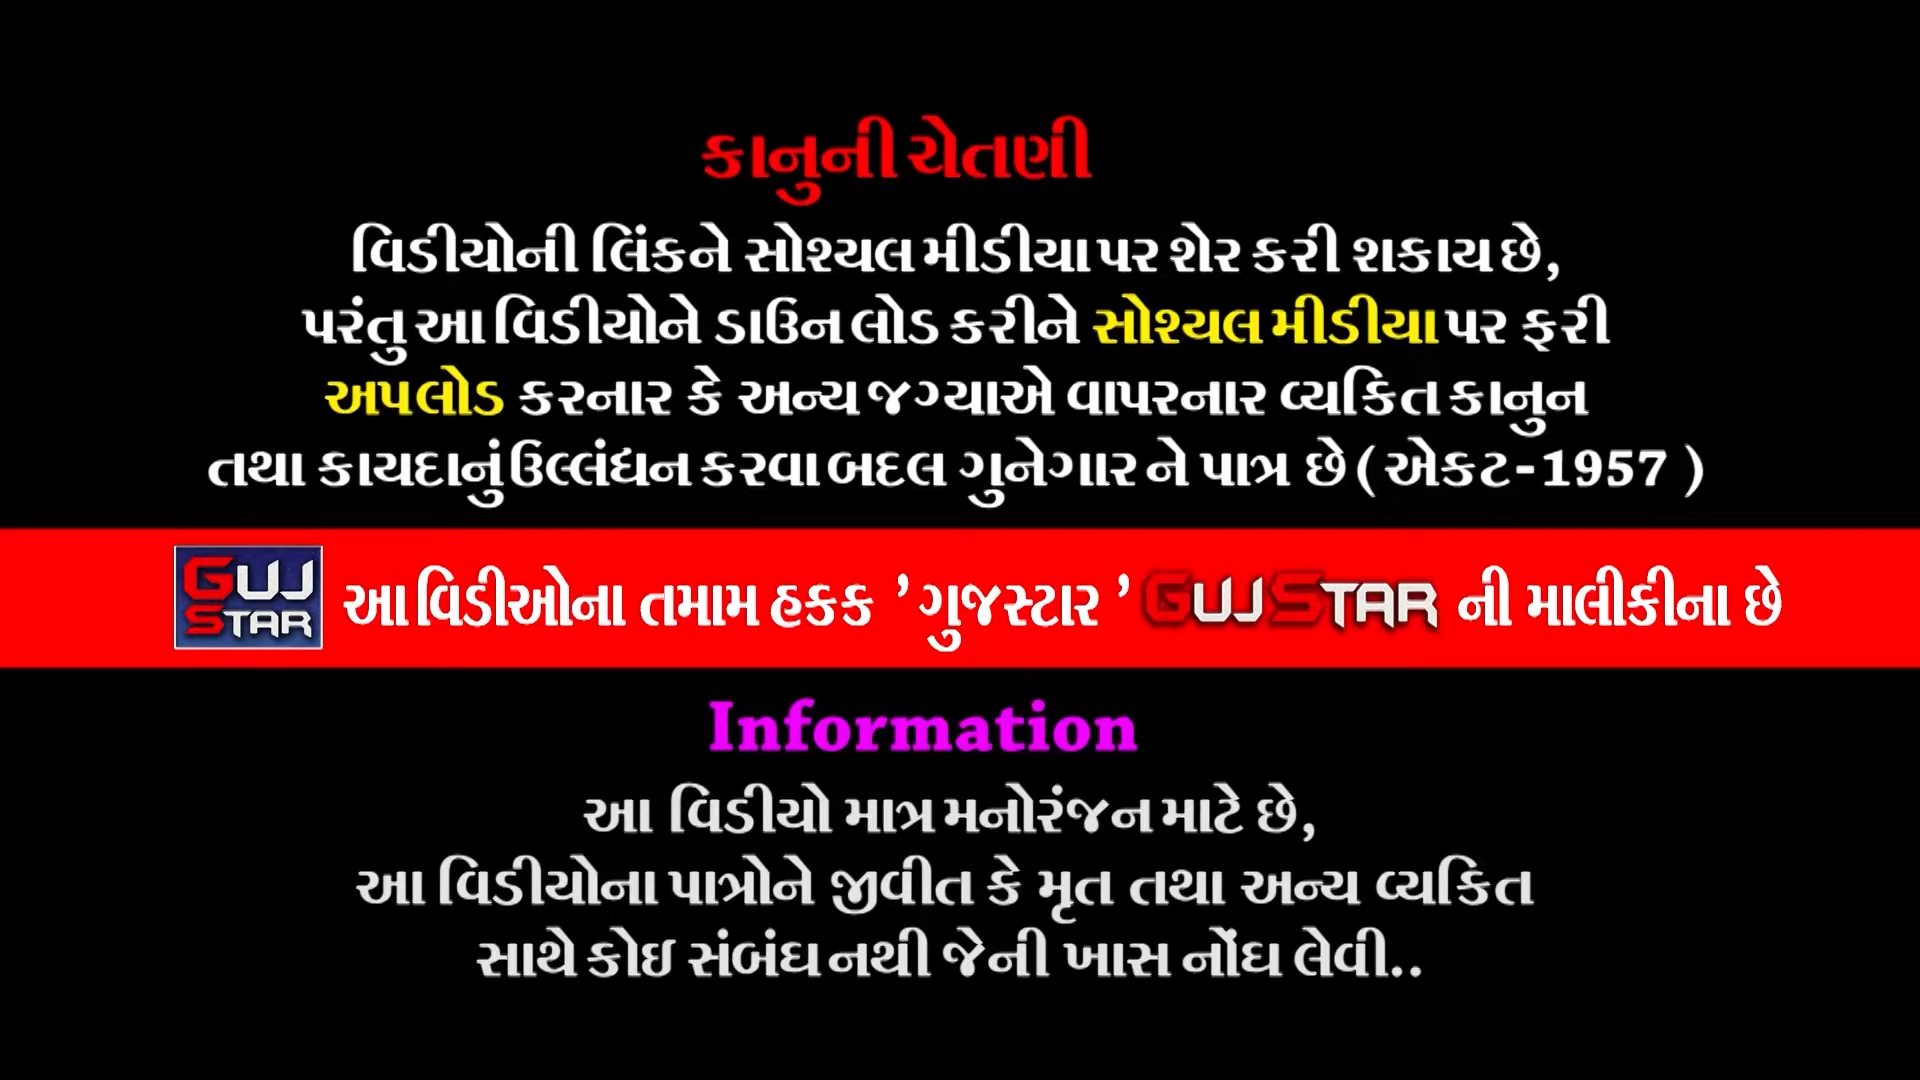 કાનુની ચેતણી
વિડીયોની લિંકને સોશ્યલ મીડીયા પર શેર કરી શકાય છે,
પરંતુ આ વિડીયોને ડાઉન લોડ કરીને સોશ્યલ મીડીયા પર ફરી
અપલોડ કરનાર કે અન્ય જગ્યાએ વાપરનાર વ્યકિત કાનુન
તથા કાયદાનું ઉલ્લંઘન કરવા બદલ ગુનેગાર ને પાત્ર છે ( એકટ-1957 )
GUJ STAR આ વિડીઓના તમામ હકક ’ ગુજસ્ટાર ’ GUJ STAR ની માલીકીના છે
Information
આ વિડીયો માત્ર મનોરંજન માટે છે,
આ વિડીયોના પાત્રોને જીવીત કે મૃત તથા અન્ય વ્યકિત
સાથે કોઇ સંબંઘ નથી જેની ખાસ નોંઘ લેવી..